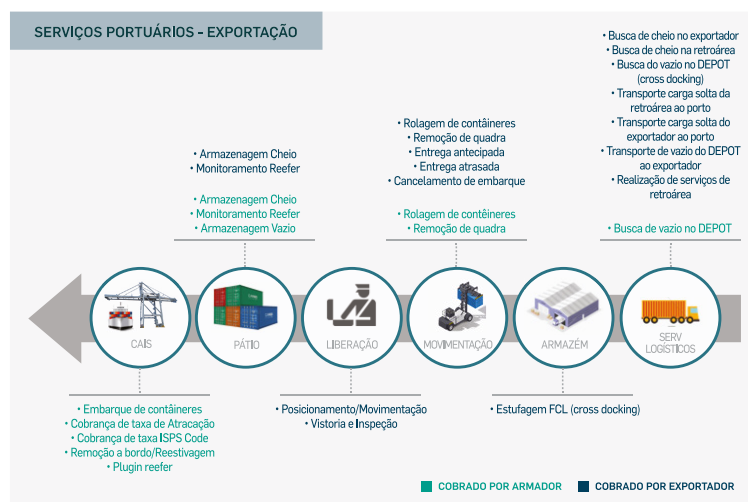 SERVIÇOS PORTUÁRIOS - EXPORTAÇÃO
• Busca de cheio no exportador
• Busca de cheio na retroárea
• Busca do vazio no DEPOT
(cross docking)
• Transporte carga solta da
retroárea ao porto
• Transporte carga solta do
exportador ao porto
• Transporte de vazio do DEPOT
ao exportador
• Realização de serviços de
retroárea
• Busca de vazio no DEPOT
• Rolagem de contâineres
• Remoção de quadra
• Entrega antecipada
• Entrega atrasada
• Cancelamento de embarque
• Rolagem de contêineres
• Remoção de quadra
• Armazenagem Cheio
• Monitoramento Reefer
• Armazenagem Cheio
• Monitoramento Reefer
• Armazenagem Vazio
CAIS
PÁTIO
LIBERAÇÃO
MOVIMENTAÇÃO
ARMAZÉM
SERV
LOGÍSTICOS
• Embarque de contâineres
• Cobrança de taxa de Atracação
• Cobrança de taxa ISPS Code
• Remoção a bordo/Reestivagem
• Plugin reefer
• Posicionamento/Movimentação
• Vistoria e Inspeção
• Estufagem FCL (cross docking)
COBRADO POR ARMADOR
COBRADO POR EXPORTADOR